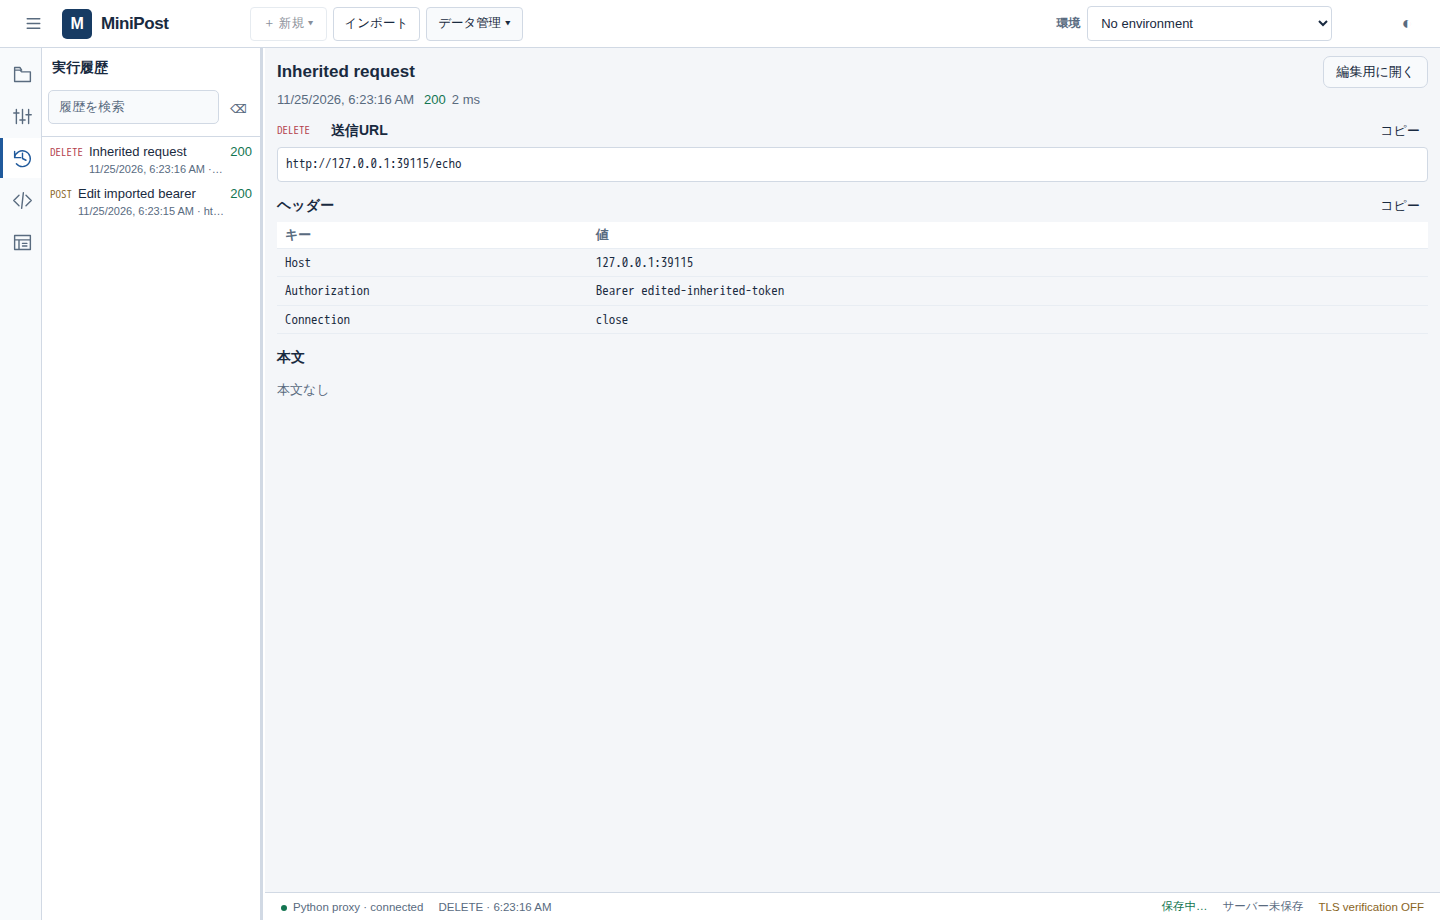 M MiniPost ＋ 新規 ▾ インポート データ管理 ▾ 環境 No environment
実行履歴
履歴を検索
DELETE Inherited request 200
11/25/2026, 6:23:16 AM ·…
POST Edit imported bearer 200
11/25/2026, 6:23:15 AM · ht…
Inherited request 編集用に開く
11/25/2026, 6:23:16 AM 200 2 ms
DELETE 送信URL コピー
http://127.0.0.1:39115/echo
ヘッダー コピー
キー 値
Host 127.0.0.1:39115
Authorization Bearer edited-inherited-token
Connection close
本文
本文なし
Python proxy · connected DELETE · 6:23:16 AM 保存中… サーバー未保存 TLS verification OFF